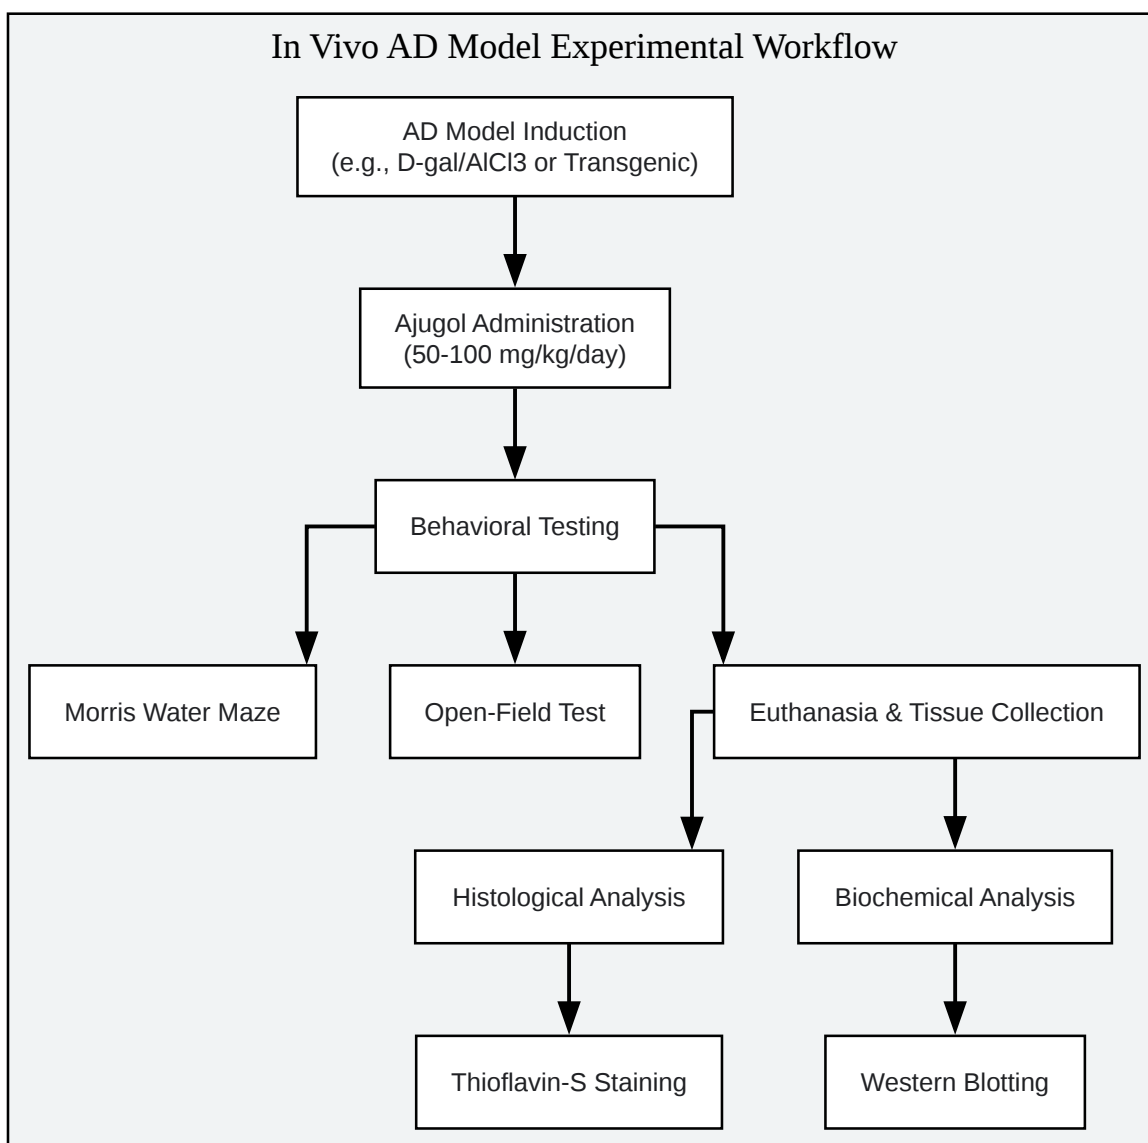 In Vivo AD Model Experimental Workflow
AD Model Induction
(e.g., D-gal/AlCl3 or Transgenic)
Ajugol Administration
(50-100 mg/kg/day)
Behavioral Testing
Morris Water Maze
Open-Field Test
Euthanasia & Tissue Collection
Histological Analysis
Biochemical Analysis
Thioflavin-S Staining
Western Blotting